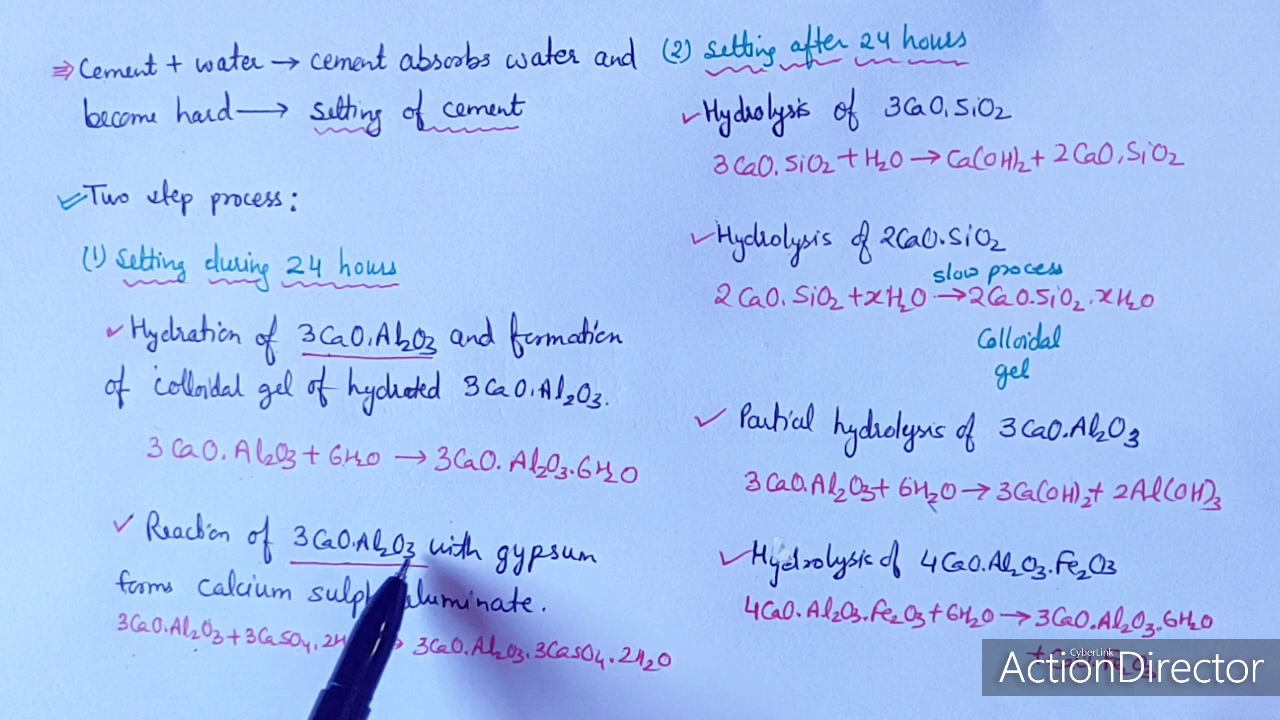 ⇒ Cement + water → cement absorbs water and
become hard → setting of cement
Two step process:
(1) setting during 24 hours
Hydration of 3CaO.Al₂O₃ and formation
of colloidal gel of hydrated 3CaO.Al₂O₃.
3CaO.Al₂O₃ + 6H₂O → 3CaO.Al₂O₃.6H₂O
Reaction of 3CaO.Al₂O₃ with gypsum
forms calcium aluminate.
3CaO.Al₂O₃ + 3CaSO₄.2H → 3CaO.Al₂O₃.3CaSO₄.2H₂O
(2) setting after 24 hours
Hydrolysis of 3CaO.SiO₂
3CaO.SiO₂ + H₂O → Ca(OH)₂ + 2CaO.SiO₂
Hydrolysis of 2CaO.SiO₂
slow process
2CaO.SiO₂ + xH₂O → 2CaO.SiO₂.xH₂O
Colloidal
gel
Partial hydrolysis of 3CaO.Al₂O₃
3CaO.Al₂O₃ + 6H₂O → 3Ca(OH)₂ + 2Al(OH)₃
Hydrolysis of 4CaO.Al₂O₃.Fe₂O₃
4CaO.Al₂O₃.Fe₂O₃ + 6H₂O → 3CaO.Al₂O₃.6H₂O
CyberLink
ActionDirector